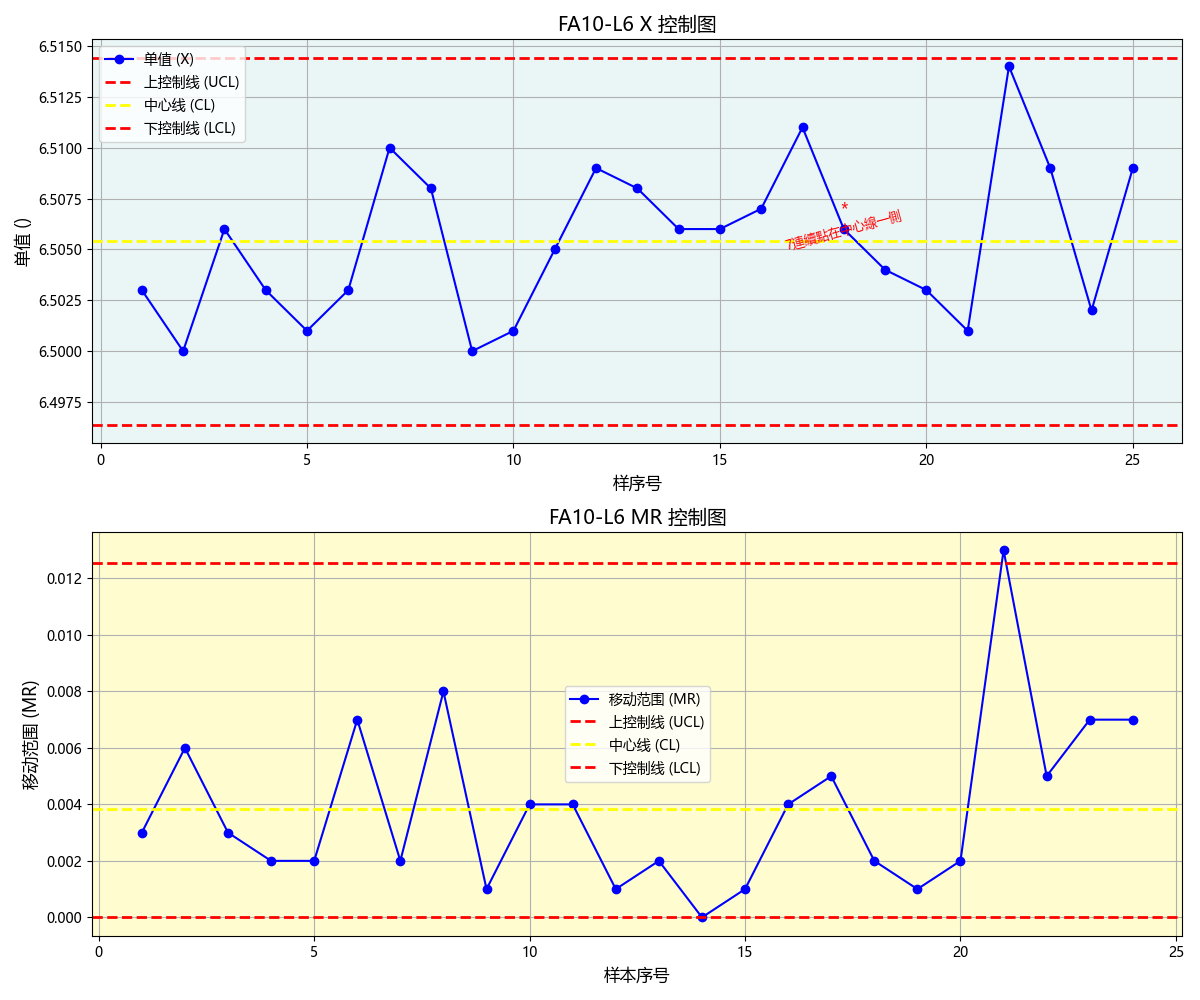 FA10-L6 X 控制图
6.5150
6.5125
6.5100
6.5075
6.5050
6.5025
6.5000
6.4975
单值 ()
单值 (X)
上控制线 (UCL)
中心线 (CL)
下控制线 (LCL)
*
7連續點在中心線一側
0 5 10 15 20 25
样序号
FA10-L6 MR 控制图
0.012
0.010
0.008
0.006
0.004
0.002
0.000
移动范围 (MR)
移动范围 (MR)
上控制线 (UCL)
中心线 (CL)
下控制线 (LCL)
0 5 10 15 20 25
样本序号